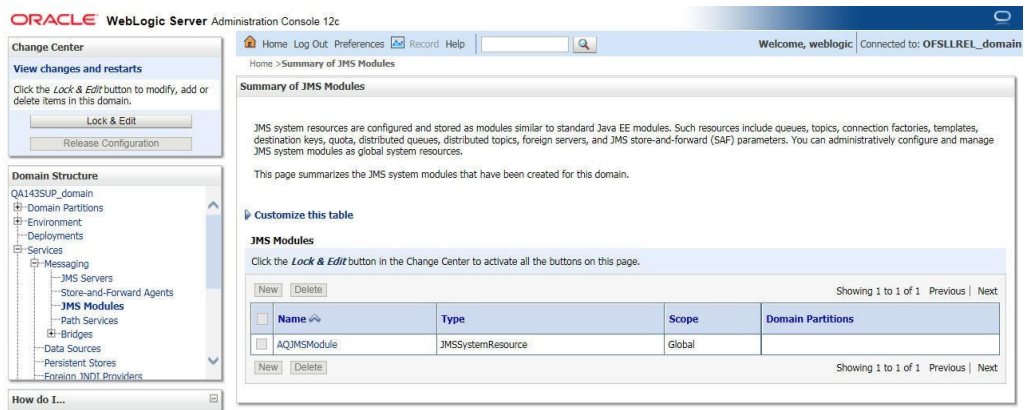 ORACLE WebLogic Server Administration Console 12c
Change Center
View changes and restarts
Click the Lock & Edit button to modify, add or
delete items in this domain.
Lock & Edit
Release Configuration
Domain Structure
QA143SUP_domain
Domain Partitions
Environment
Deployments
Services
Messaging
JMS Servers
Store-and-Forward Agents
JMS Modules
Path Services
Bridges
Data Sources
Persistent Stores
Foreign JNDI Providers
How do I...
Home Log Out Preferences Record Help
Welcome, weblogic Connected to: OFSLLREL_domain
Home >Summary of JMS Modules
Summary of JMS Modules
JMS system resources are configured and stored as modules similar to standard Java EE modules. Such resources include queues, topics, connection factories, templates,
destination keys, quota, distributed queues, distributed topics, foreign servers, and JMS store-and-forward (SAF) parameters. You can administratively configure and manage
JMS system modules as global system resources.
This page summarizes the JMS system modules that have been created for this domain.
Customize this table
JMS Modules
Click the Lock & Edit button in the Change Center to activate all the buttons on this page.
New Delete Showing 1 to 1 of 1 Previous | Next
Name Type Scope Domain Partitions
AQJMSModule JMSSystemResource Global
New Delete Showing 1 to 1 of 1 Previous | Next